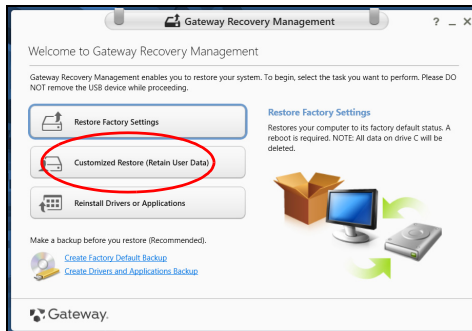 Gateway Recovery Management
? _ X
Welcome to Gateway Recovery Management
Gateway Recovery Management enables you to restore your system. To begin, select the task you want to perform. Please DO
NOT remove the USB device while proceeding.
Restore Factory Settings
Customized Restore (Retain User Data)
Reinstall Drivers or Applications
Restore Factory Settings
Restores your computer to its factory default status. A
reboot is required. NOTE: All data on drive C will be
deleted.
Make a backup before you restore (Recommended).
Create Factory Default Backup
Create Drivers and Applications Backup
Gateway.